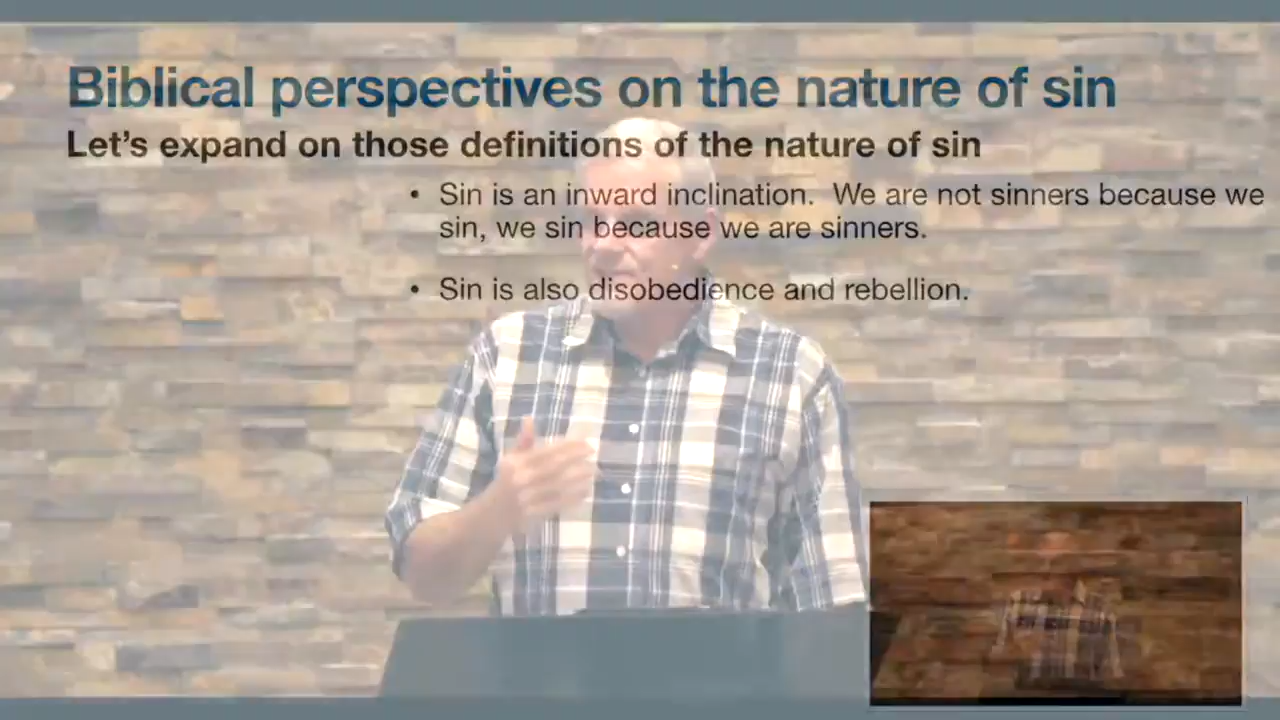 Biblical perspectives on the nature of sin
Let's expand on those definitions of the nature of sin
• Sin is an inward inclination. We are not sinners because we
sin, we sin because we are sinners.
• Sin is also disobedience and rebellion.